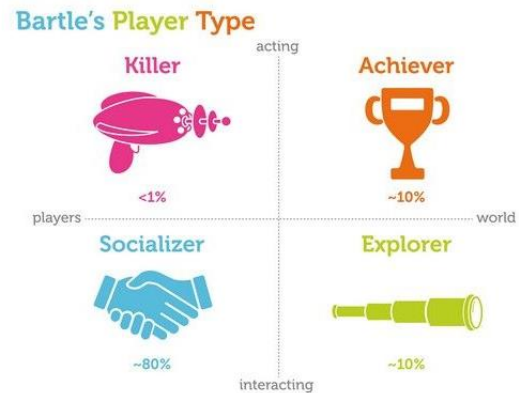 Bartle's Player Type
acting
Killer
Achiever
<1%
~10%
players
world
Socializer
Explorer
~80%
~10%
interacting